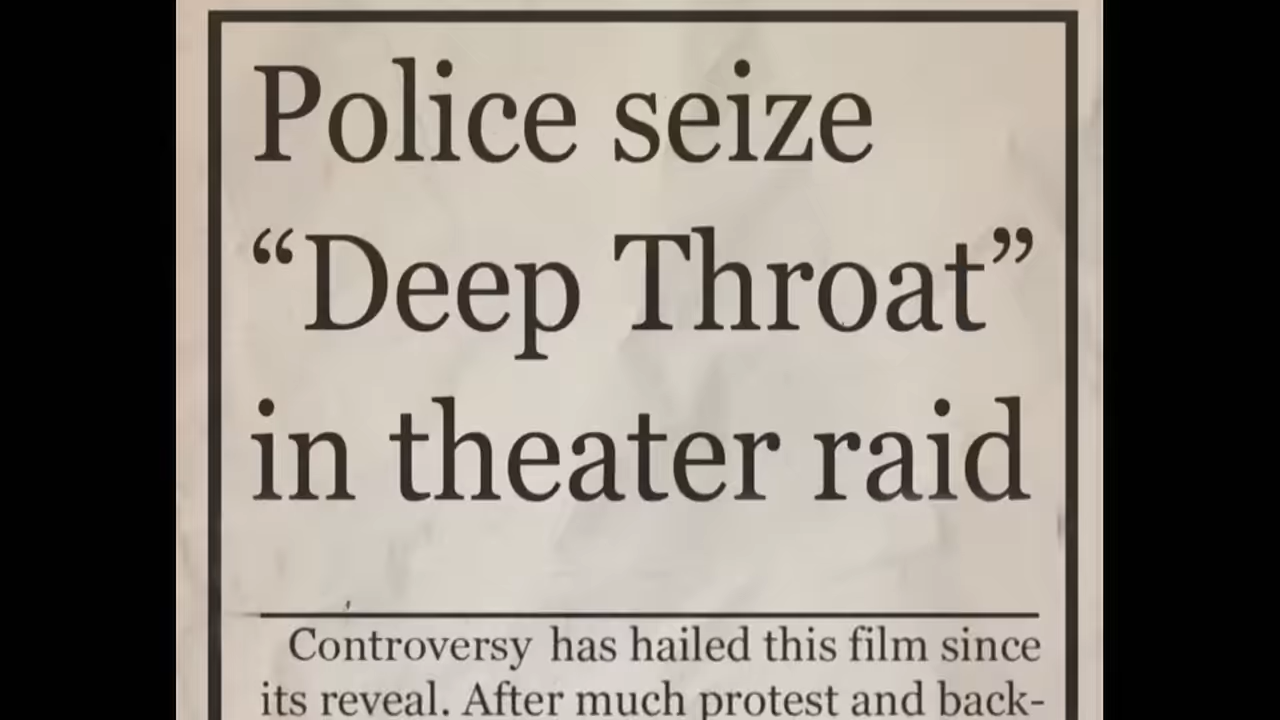 Police seize
“Deep Throat”
in theater raid
Controversy has hailed this film since
its reveal. After much protest and back-